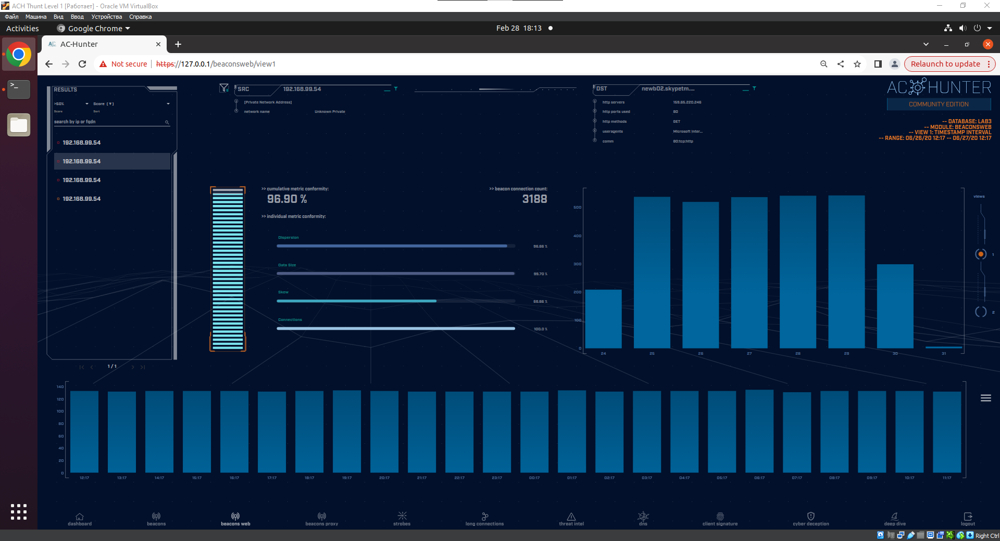 ACH Thunt Level 1 [Работает] - Oracle VM VirtualBox
Файл Машина Вид Ввод Устройства Справка
Activities Google Chrome Feb 28 18:13
AC-Hunter
Not secure https://127.0.0.1/beaconsweb/view1 Relaunch to update
RESULTS
>50% Score [▼]
Score Sort
search by ip or fqdn
192.168.99.54
192.168.99.54
192.168.99.54
192.168.99.54
1 / 1
SRC 192.168.99.54
[Private Network Address]
network name Unknown Private
DST newb02.skypetm....
http servers 159.65.220.246
http ports used 80
http methods GET
useragents Microsoft Inter...
comm 80:tcp:http
AC HUNTER
COMMUNITY EDITION
-- DATABASE: LAB3
-- MODULE: BEACONSWEB
-- VIEW 1: TIMESTAMP INTERVAL
-- RANGE: 06/26/20 12:17 -- 06/27/20 12:17
>> cumulative metric conformity:
96.90 %
>> beacon connection count:
3188
>> individual metric conformity:
Dispersion
96.66 %
Data Size
99.70 %
Skew
66.66 %
Connections
100.0 %
500
400
300
200
100
0
24 25 26 27 28 29 30 31
views
1
2
140
120
100
80
60
40
20
0
12:17 13:17 14:17 15:17 16:17 17:17 18:17 19:17 20:17 21:17 22:17 23:17 00:17 01:17 02:17 03:17 04:17 05:17 06:17 07:17 08:17 09:17 10:17 11:17
dashboard beacons beacons web beacons proxy strobes long connections threat intel dns client signature cyber deception deep dive logout
Right Ctrl